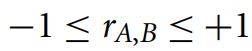 −1 ≤ r_{A,B} ≤ +1